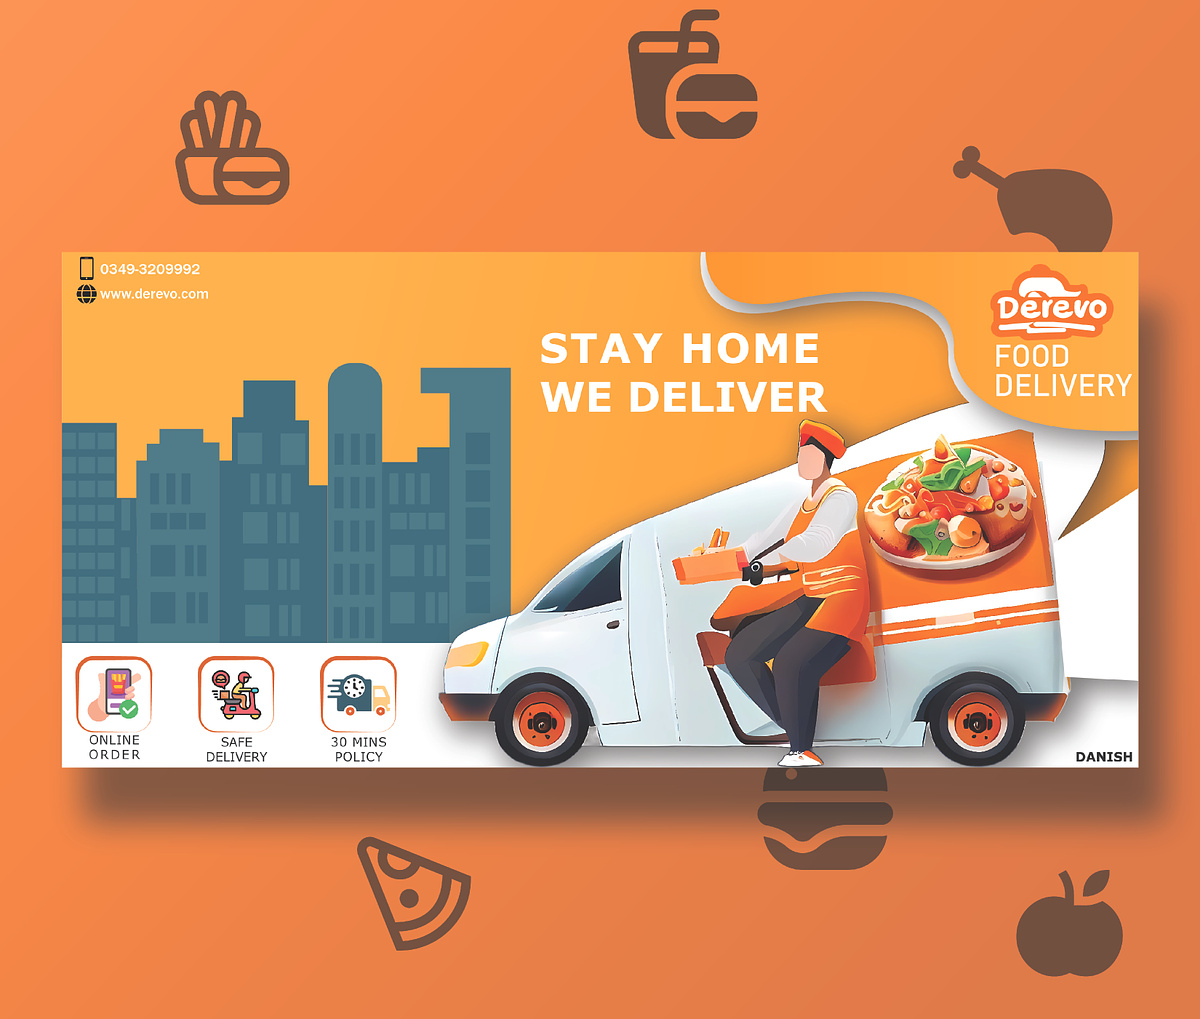 0349-3209992
www.derevo.com
Derevo
FOOD
DELIVERY
STAY HOME
WE DELIVER
ONLINE
ORDER
SAFE
DELIVERY
30 MINS
POLICY
DANISH